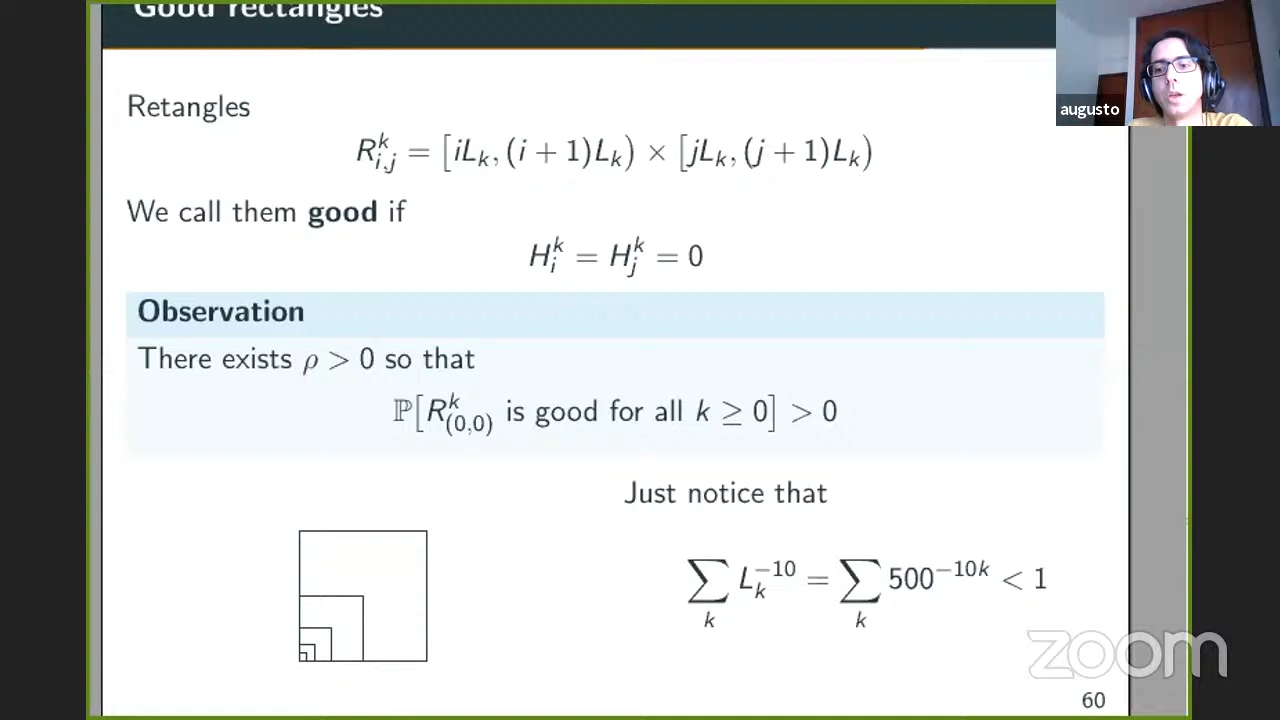 Good rectangles
augusto
Retangles
R^k_{i,j} = [iL_k, (i + 1)L_k) × [jL_k, (j + 1)L_k)
We call them good if
H^k_i = H^k_j = 0
Observation
There exists ρ > 0 so that
ℙ[R^k_{(0,0)} is good for all k ≥ 0] > 0
Just notice that
∑_k L_k^{-10} = ∑_k 500^{-10k} < 1
zoom
60